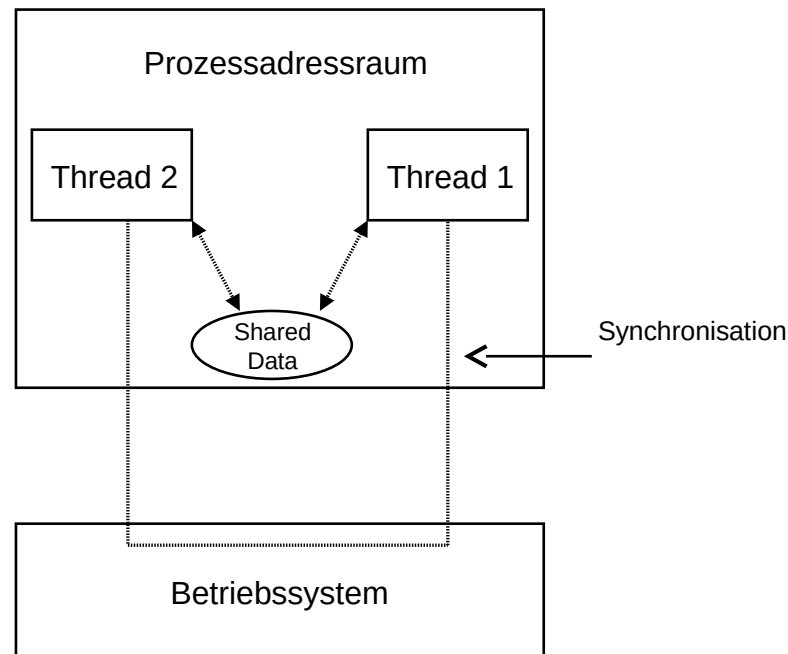 Prozessadressraum
Thread 2
Thread 1
Shared
Data
Synchronisation
Betriebssystem